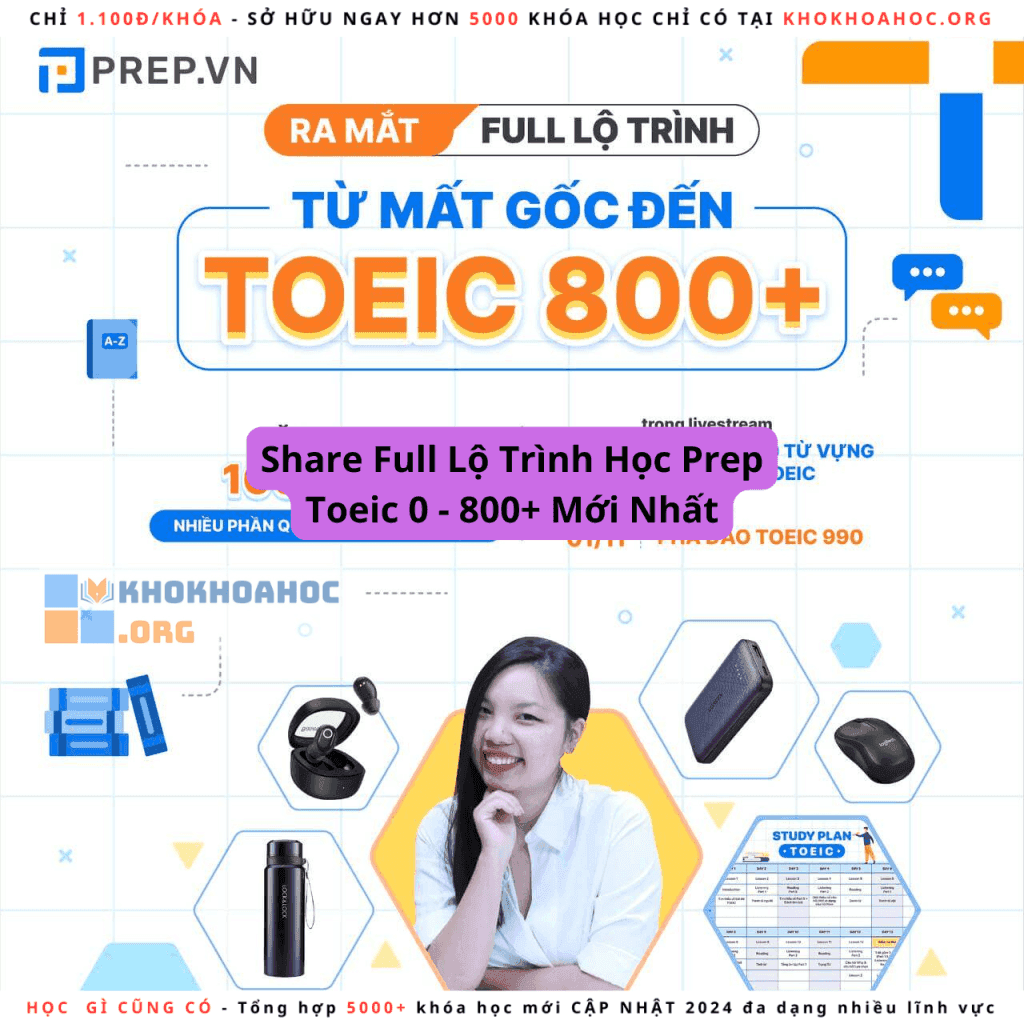 CHỈ 1.100Đ/KHÓA - SỞ HỮU NGAY HƠN 5000 KHÓA HỌC CHỈ CÓ TẠI KHOKHOAHOC.ORG
PREP.VN
RA MẮT FULL LỘ TRÌNH
TỪ MẤT GỐC ĐẾN
TOEIC 800+
A-Z
trong livestream
TỪ VỰNG
Share Full Lộ Trình Học Prep
Toeic 0 - 800+ Mới Nhất
NHIỀU PHẦN
TOEIC 990
KHOKHOAHOC
.ORG
logitech
LOCK&LOCK
STUDY PLAN
• TOEIC •
HỌC GÌ CŨNG CÓ - Tổng hợp 5000+ khóa học mới CẬP NHẬT 2024 đa dạng nhiều lĩnh vực